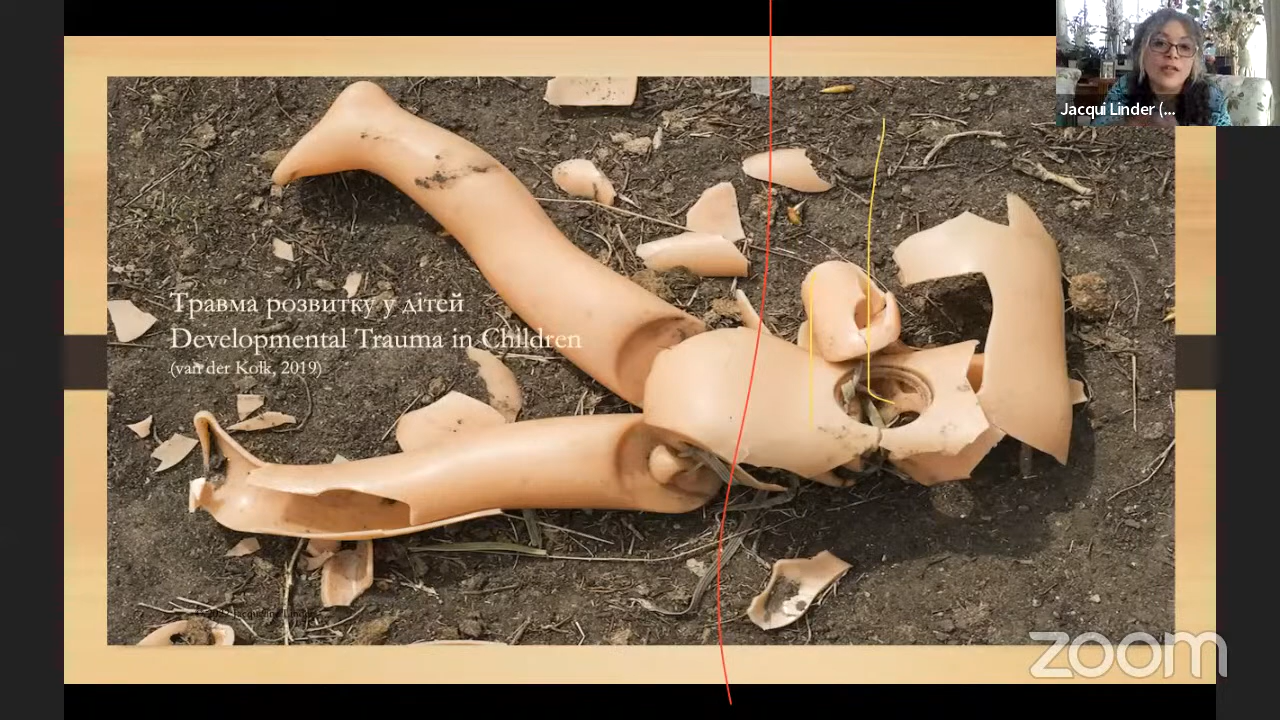 Jacqui Linder (...
Травма розвитку у дітей
Developmental Trauma in Children
(van der Kolk, 2019)
zoom